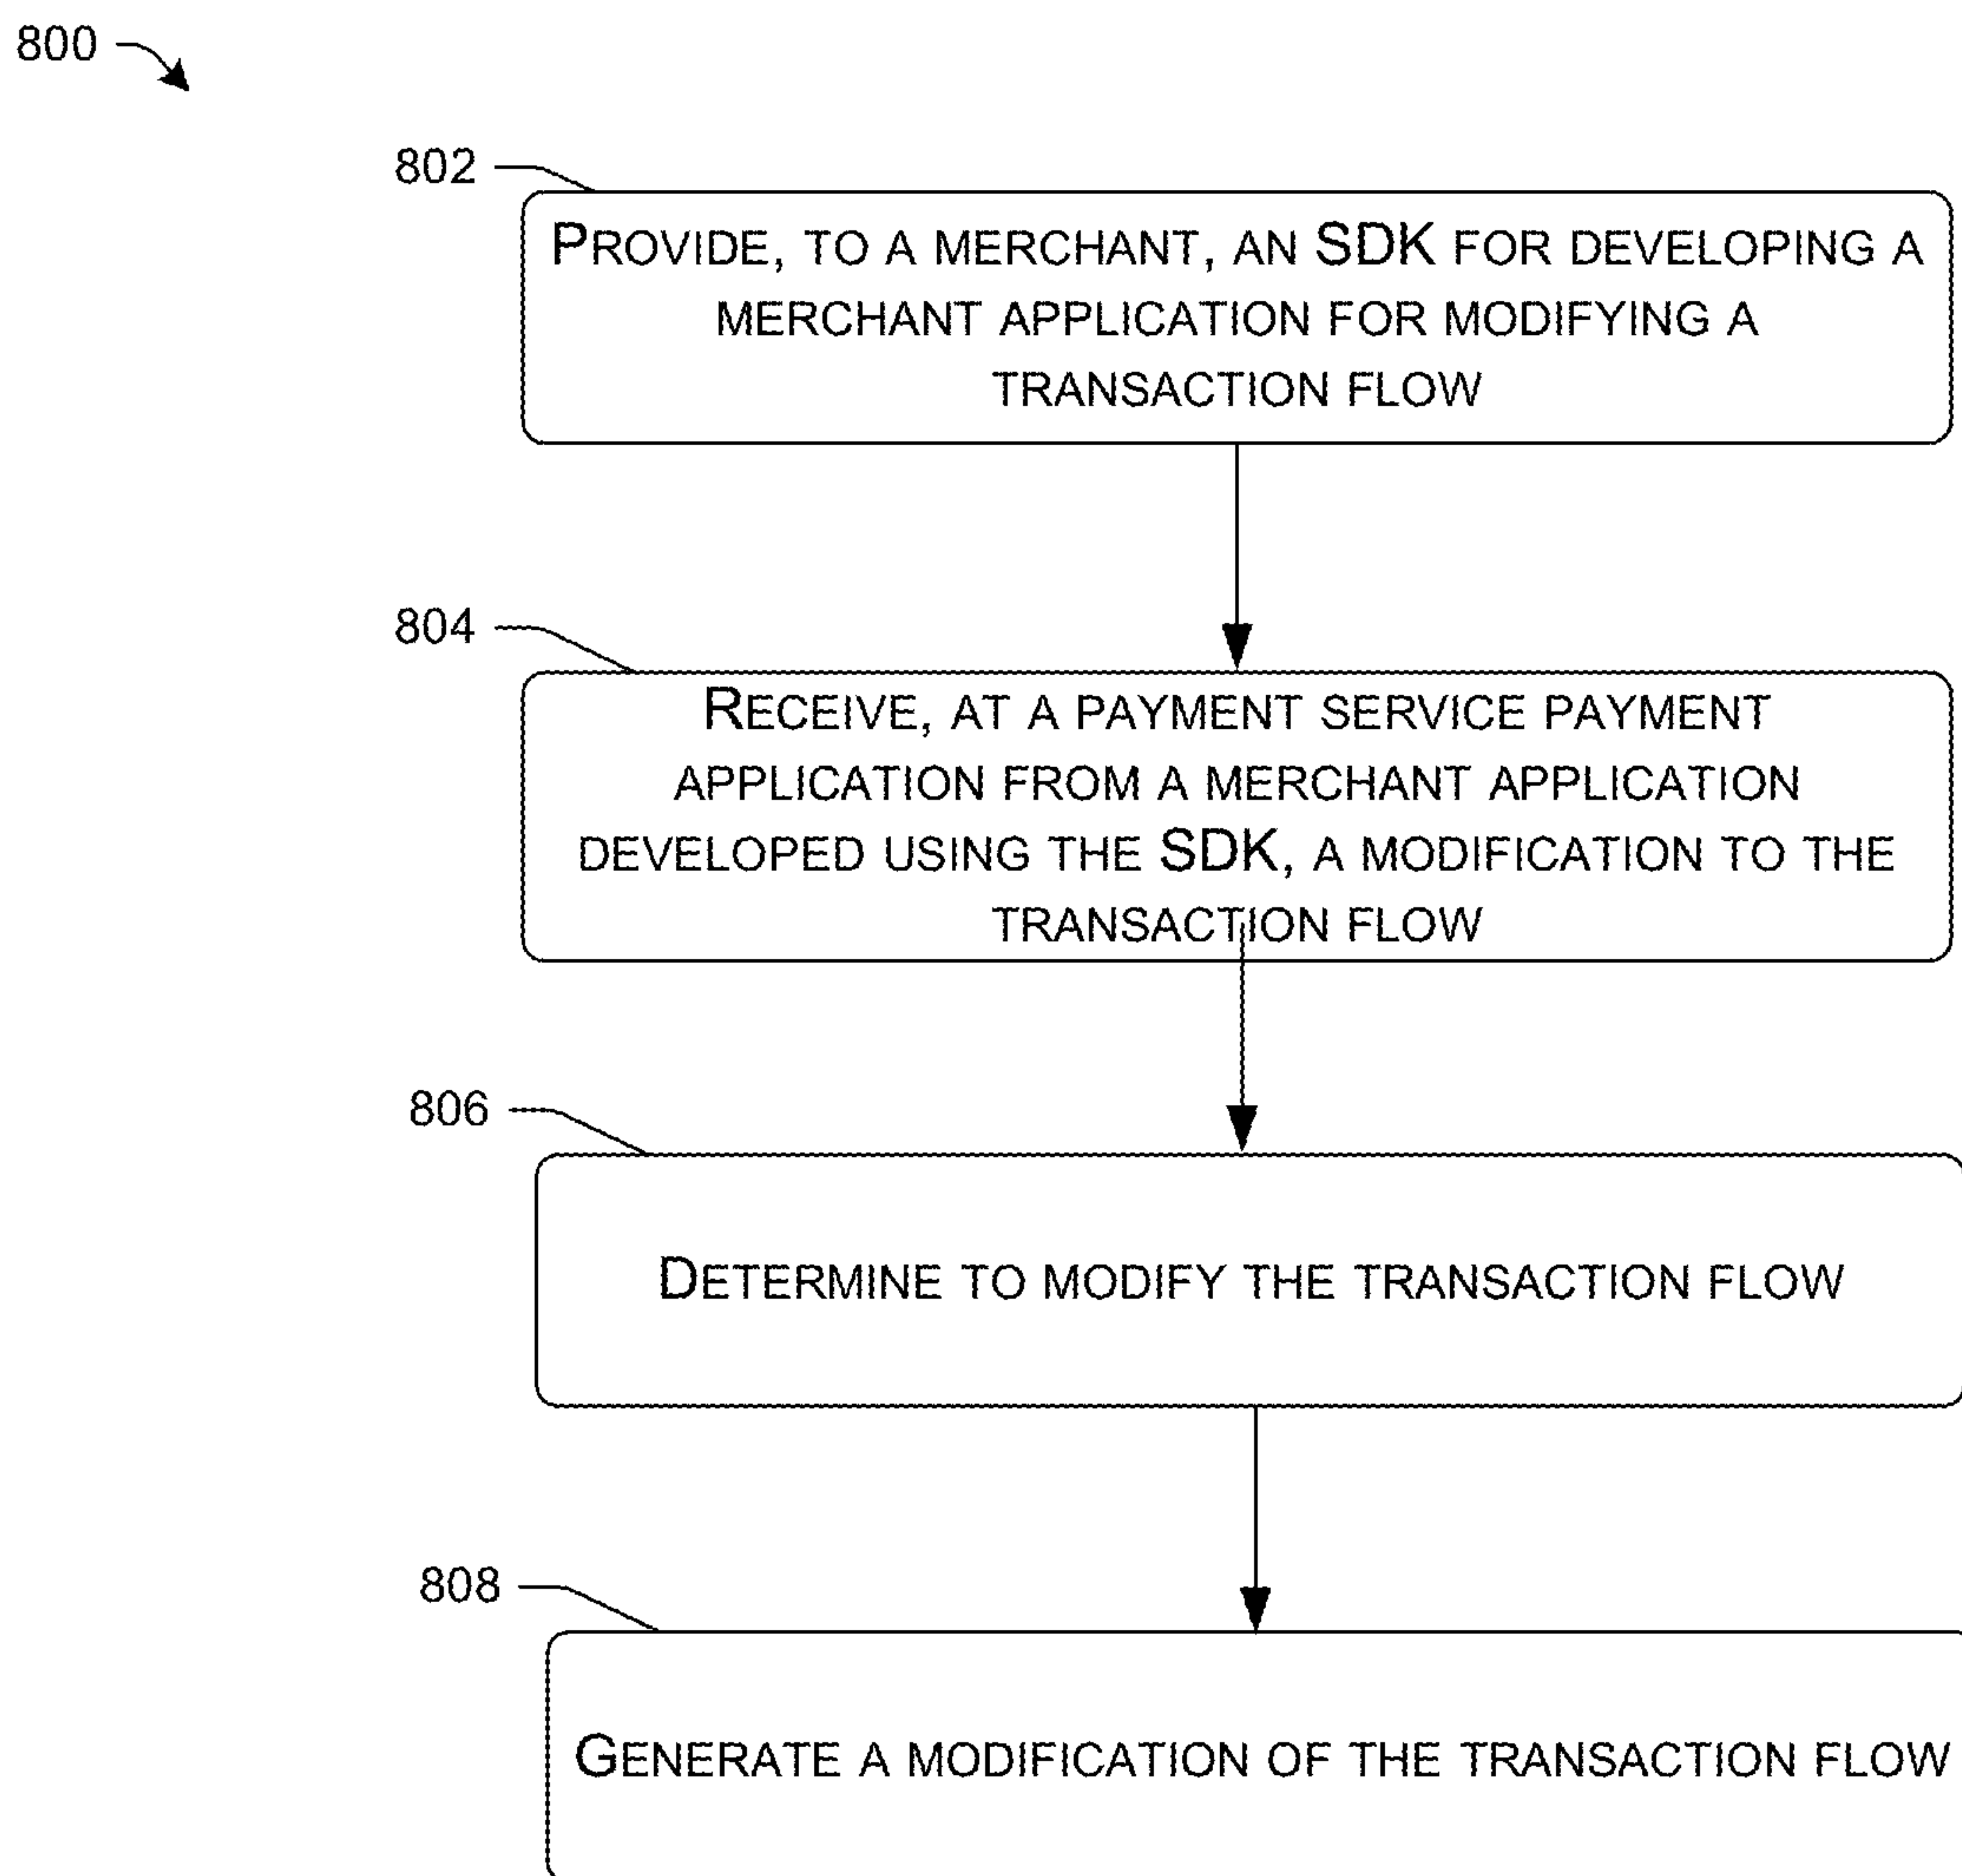 800
802
PROVIDE, TO A MERCHANT, AN SDK FOR DEVELOPING A
MERCHANT APPLICATION FOR MODIFYING A
TRANSACTION FLOW
804
RECEIVE, AT A PAYMENT SERVICE PAYMENT
APPLICATION FROM A MERCHANT APPLICATION
DEVELOPED USING THE SDK, A MODIFICATION TO THE
TRANSACTION FLOW
806
DETERMINE TO MODIFY THE TRANSACTION FLOW
808
GENERATE A MODIFICATION OF THE TRANSACTION FLOW